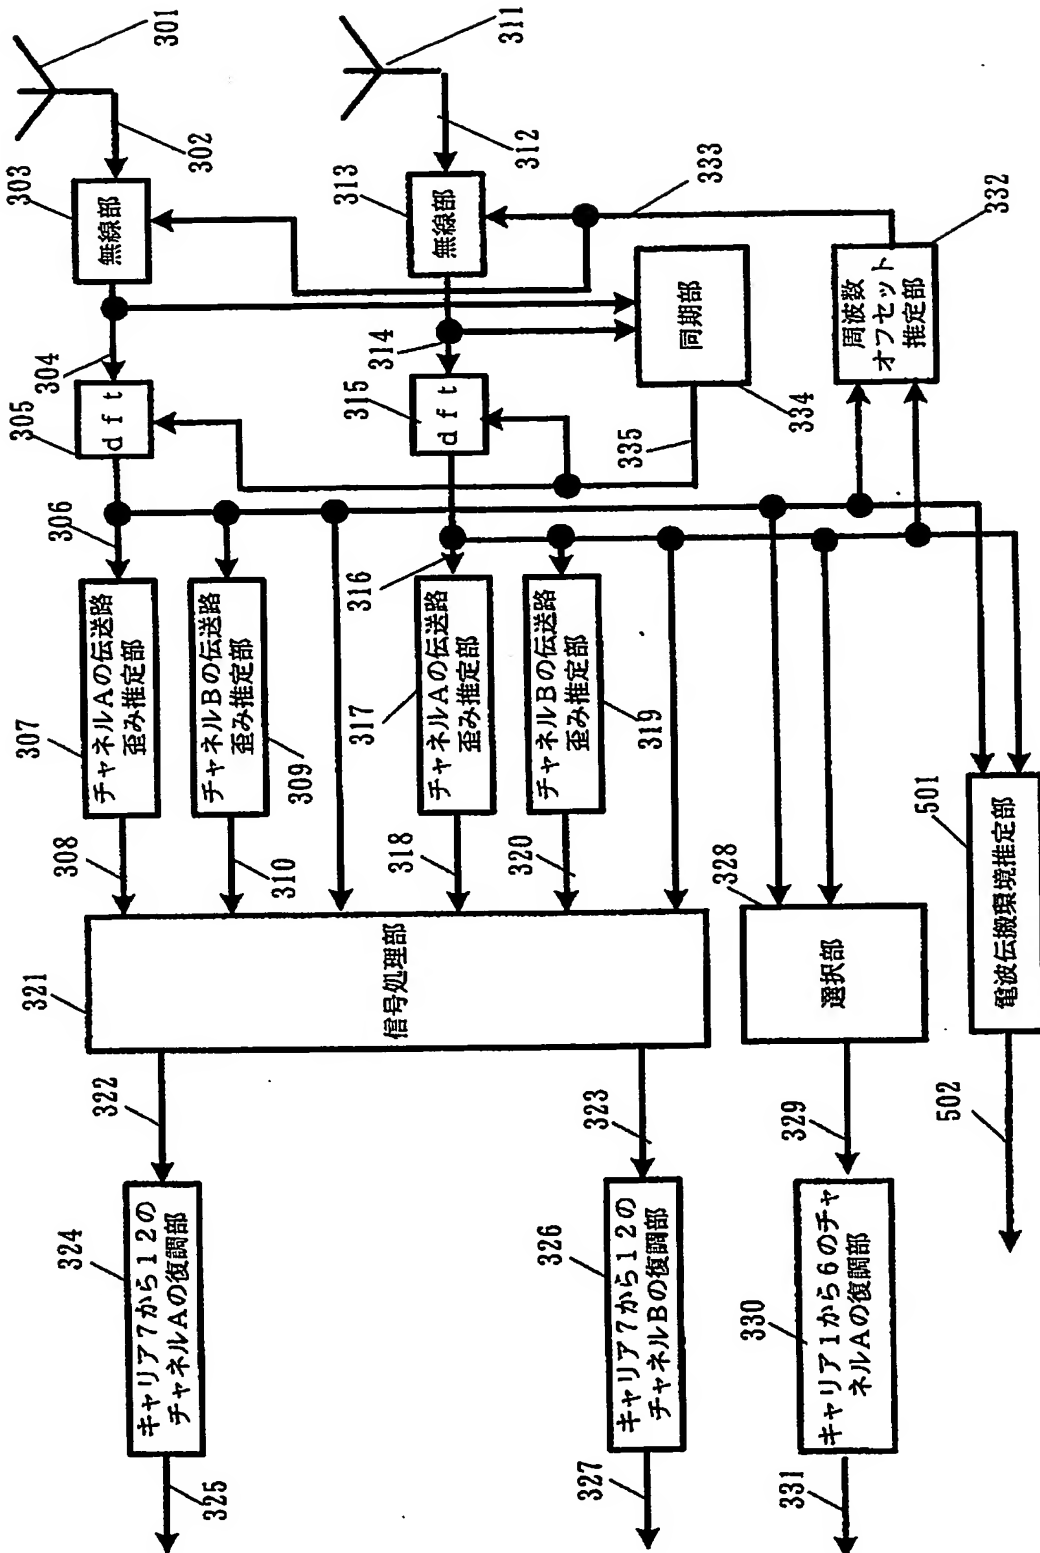 301
302
303
無線部
304
305
dft
306
307
チャネルAの伝送路
歪み推定部
308
チャネルBの伝送路
歪み推定部
309
310
311
312
313
無線部
314
315
dft
316
317
チャネルAの伝送路
歪み推定部
318
チャネルBの伝送路
歪み推定部
319
320
321
信号処理部
322
323
324
キャリア7から12の
チャネルAの復調部
325
326
キャリア7から12の
チャネルBの復調部
327
328
選択部
329
330
キャリア1から6のチャ
ネルAの復調部
331
332
周波数
オフセット
推定部
333
同期部
334
335
501
電波伝搬環境推定部
502